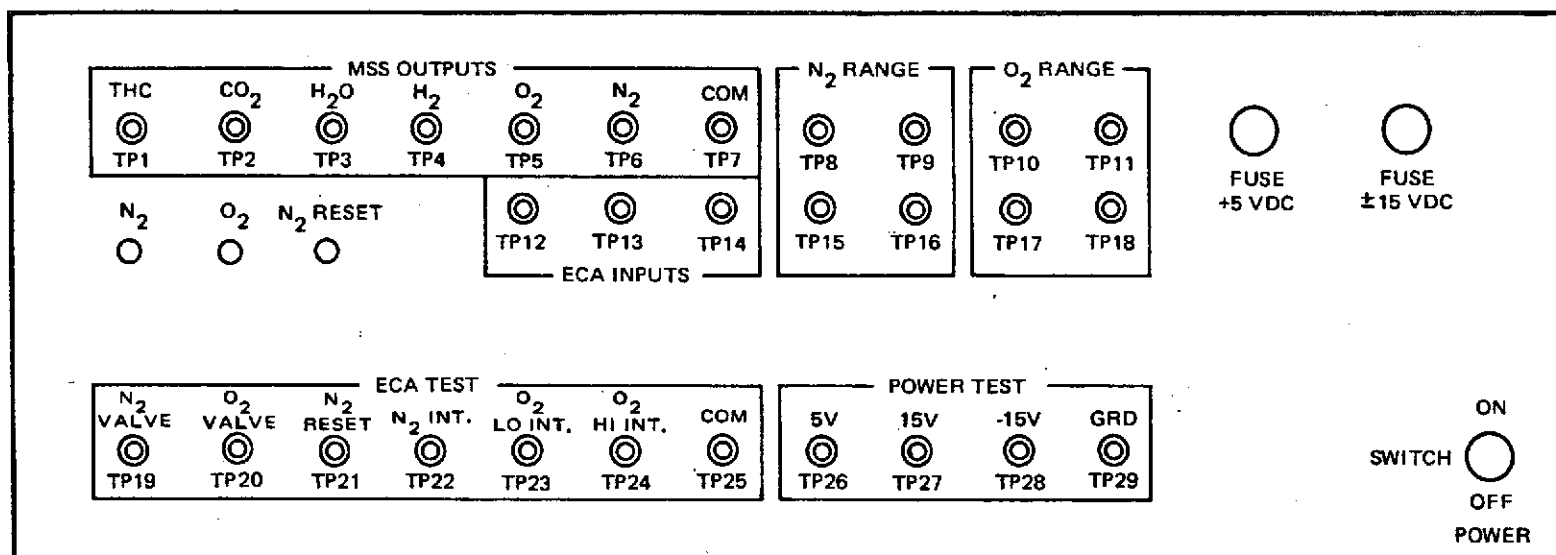 MSS OUTPUTS
THC CO₂ H₂O H₂ O₂ N₂ COM
TP1 TP2 TP3 TP4 TP5 TP6 TP7
N₂ RANGE
TP8 TP9
TP15 TP16
O₂ RANGE
TP10 TP11
TP17 TP18
FUSE
+5 VDC
FUSE
±15 VDC
N₂ O₂ N₂ RESET
TP12 TP13 TP14
ECA INPUTS
ECA TEST
N₂ VALVE O₂ VALVE N₂ RESET N₂ INT. O₂ LO INT. O₂ HI INT. COM
TP19 TP20 TP21 TP22 TP23 TP24 TP25
POWER TEST
5V 15V -15V GRD
TP26 TP27 TP28 TP29
ON
SWITCH
OFF
POWER